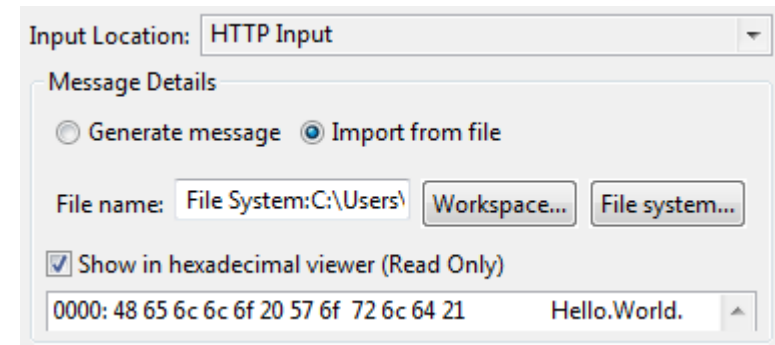 Input Location: HTTP Input
Message Details
Generate message Import from file
File name: File System:C:\Users\ Workspace... File system...
Show in hexadecimal viewer (Read Only)
0000: 48 65 6c 6c 6f 20 57 6f 72 6c 64 21 Hello.World.